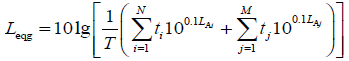 L_eqg = 10lg[ 1/T ( ∑_{i=1}^{N} t_i 10^{0.1L_{Ai}} + ∑_{j=1}^{M} t_j 10^{0.1L_{Aj}} ) ]